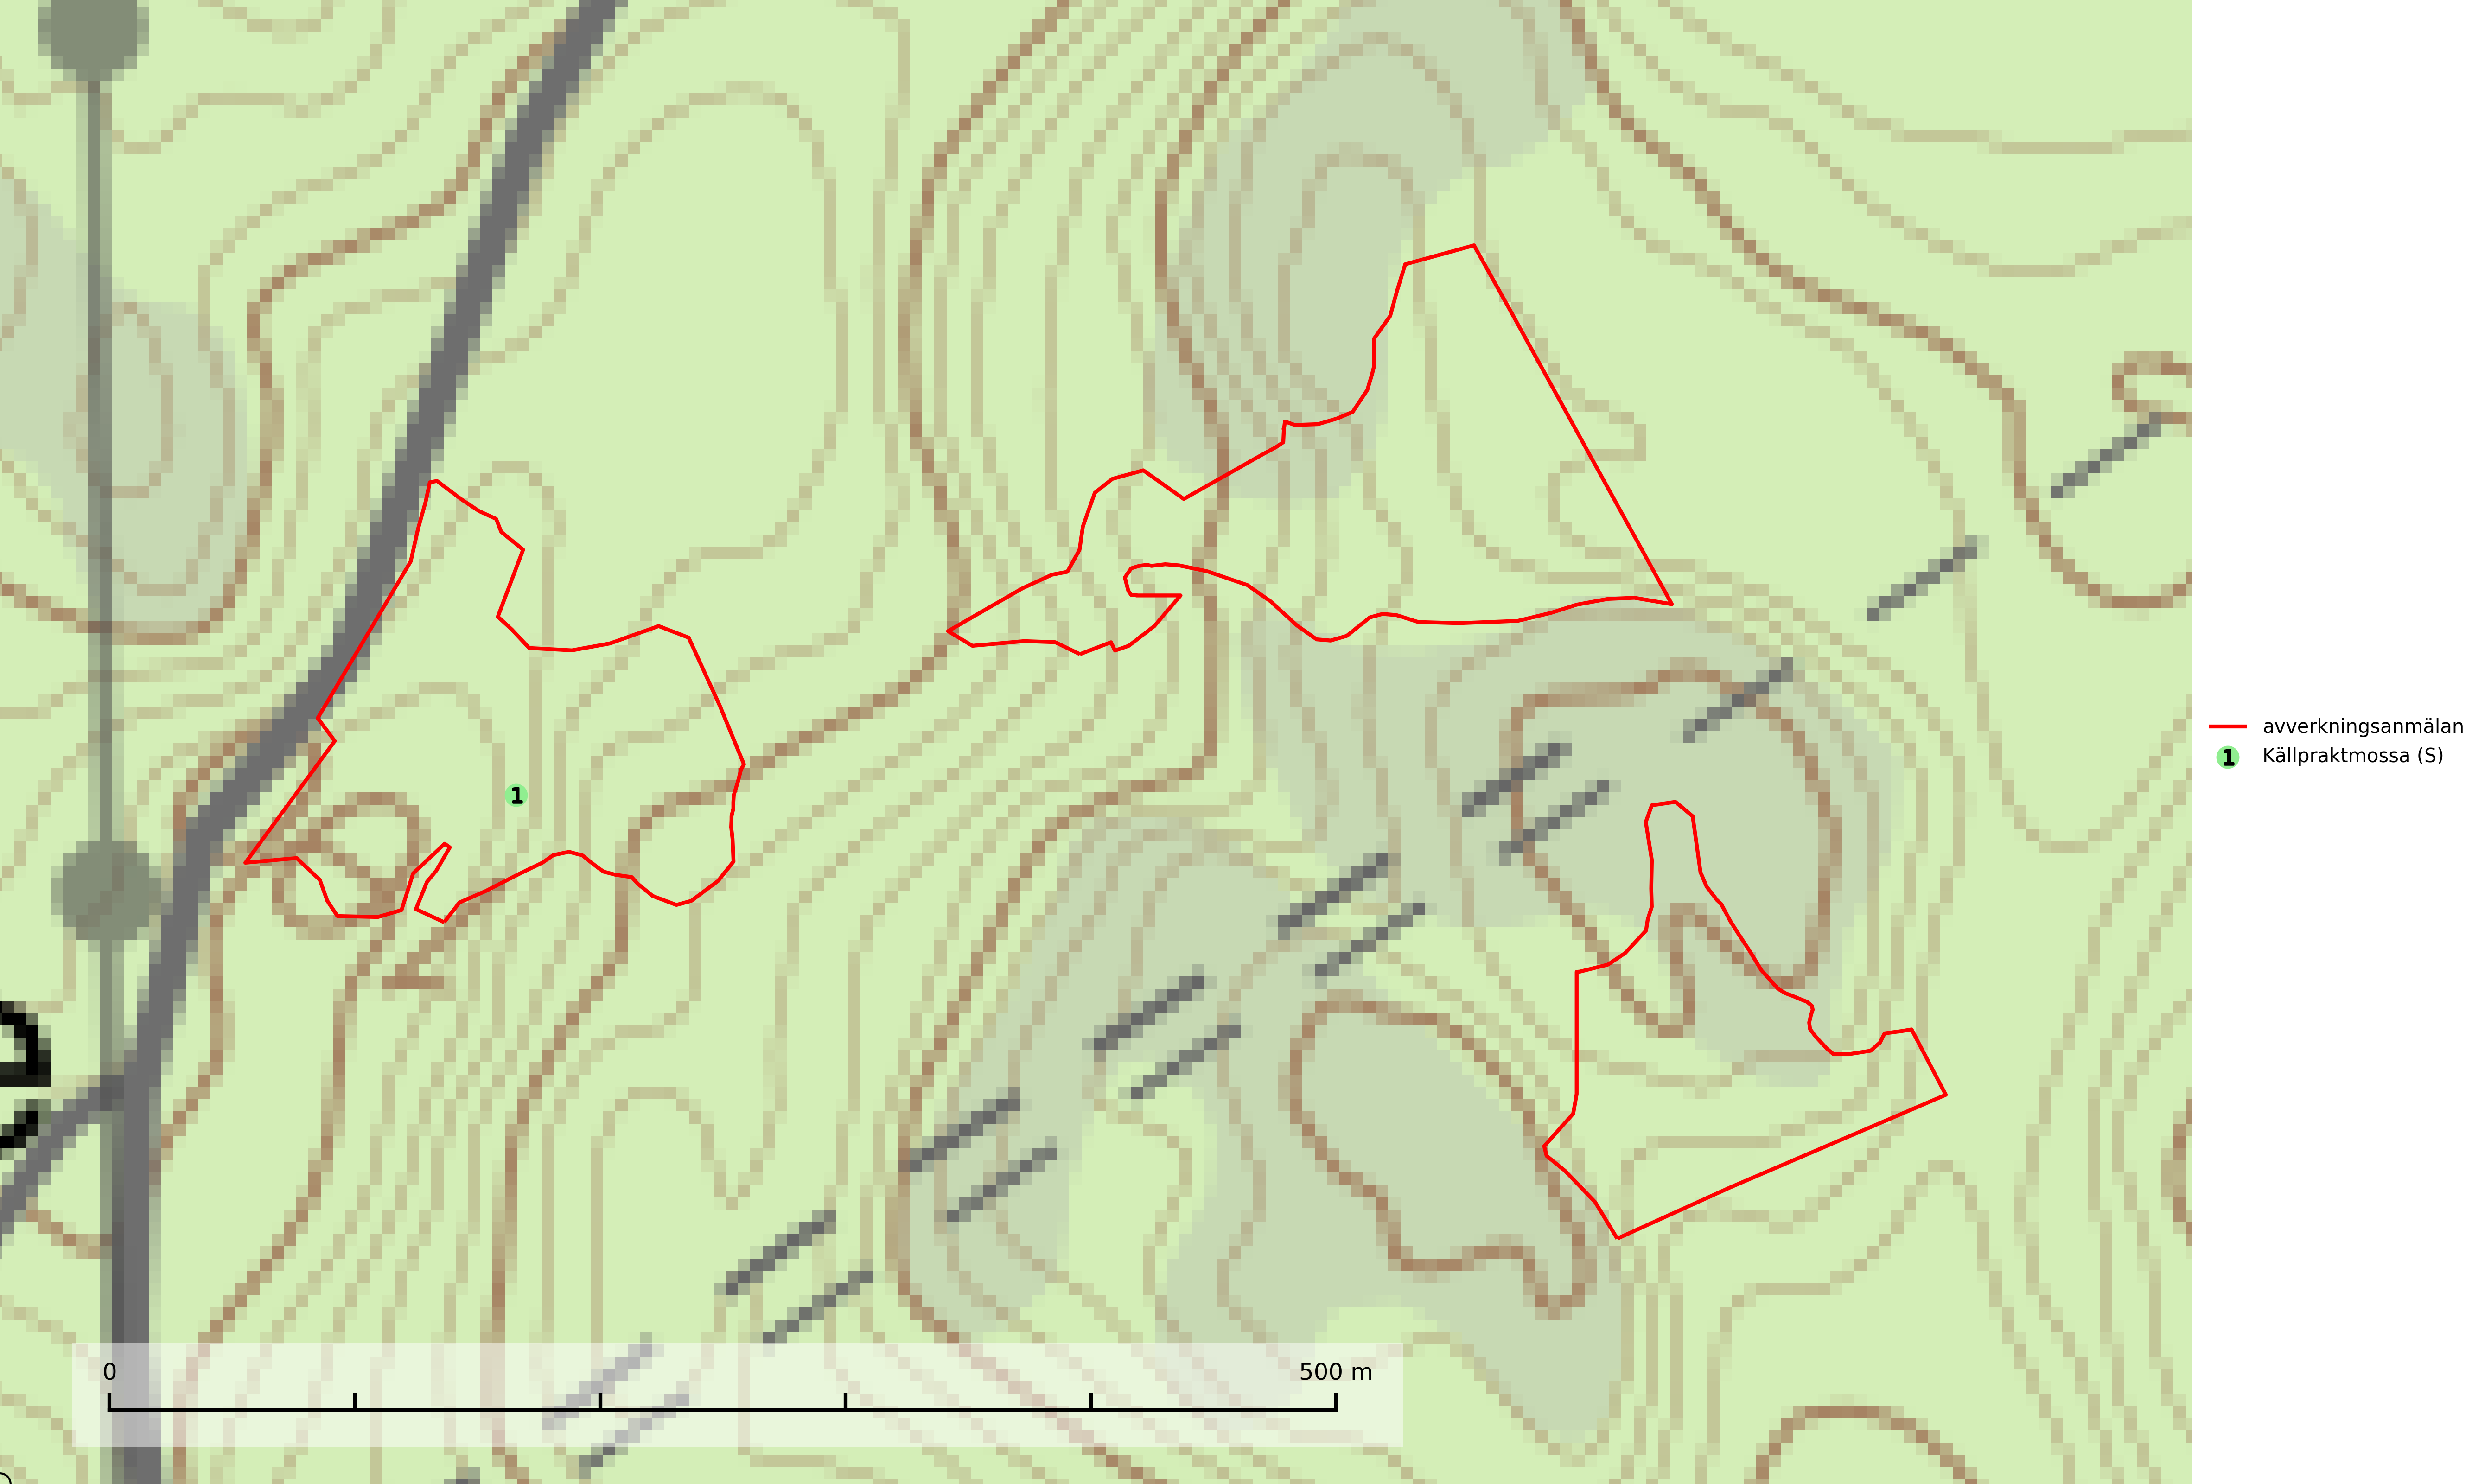 1
0
500 m
avverkningsanmälan
1 Källpraktmossa (S)